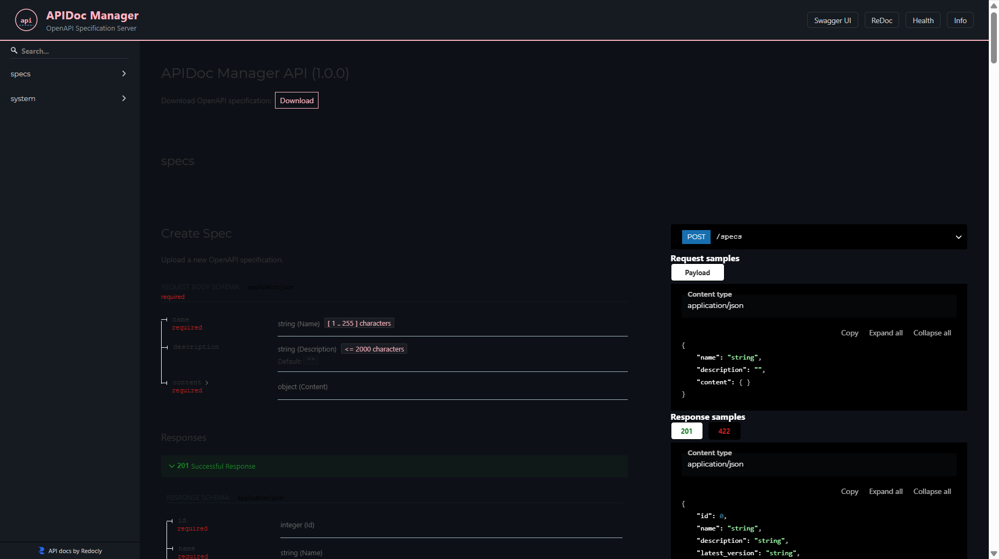 api
APIDoc Manager
OpenAPI Specification Server
Swagger UI
ReDoc
Health
Info
Search...
specs
system
API docs by Redocly
APIDoc Manager API (1.0.0)
Download OpenAPI specification: Download
specs
Create Spec
Upload a new OpenAPI specification.
REQUEST BODY SCHEMA: application/json
required
name
required
string (Name) [ 1 .. 255 ] characters
description
string (Description) <= 2000 characters
Default: ""
content
required
object (Content)
Responses
201 Successful Response
RESPONSE SCHEMA: application/json
id
required
integer (Id)
name
required
string (Name)
POST /specs
Request samples
Payload
Content type
application/json
Copy Expand all Collapse all
{
"name": "string",
"description": "",
"content": { }
}
Response samples
201 422
Content type
application/json
Copy Expand all Collapse all
{
"id": 0,
"name": "string",
"description": "string",
"latest_version": "string",